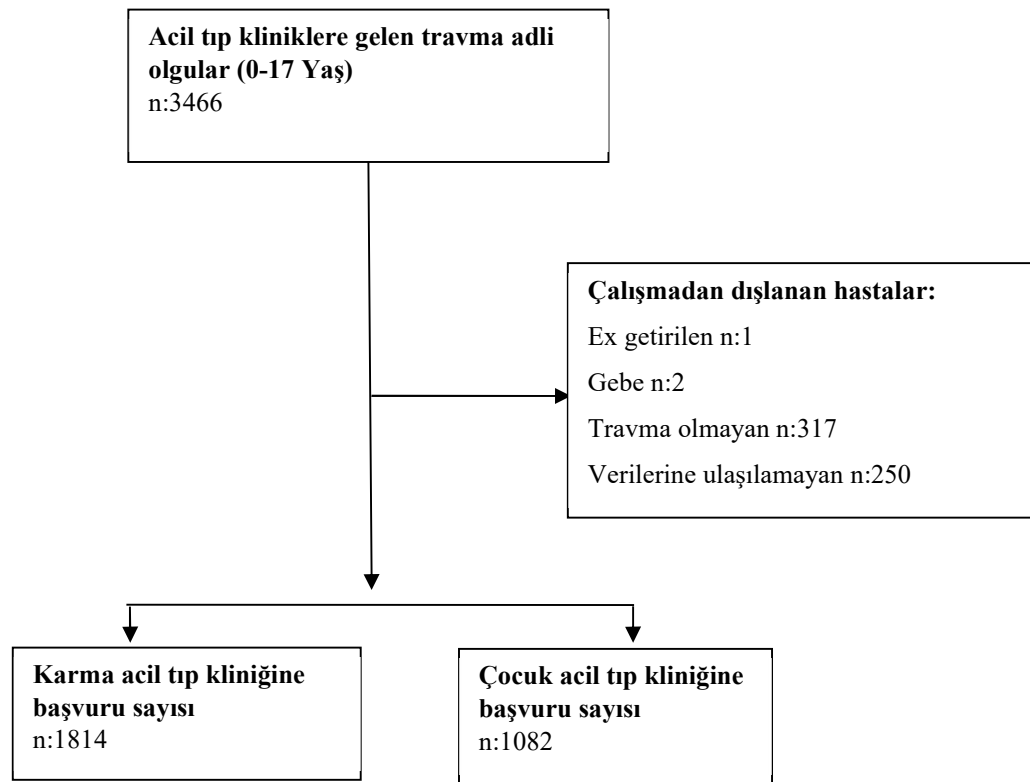 Acil tıp kliniklere gelen travma adli
olgular (0-17 Yaş)
n:3466
Çalışmadan dışlanan hastalar:
Ex getirilen n:1
Gebe n:2
Travma olmayan n:317
Verilerine ulaşılamayan n:250
Karma acil tıp kliniğine
başvuru sayısı
n:1814
Çocuk acil tıp kliniğine
başvuru sayısı
n:1082